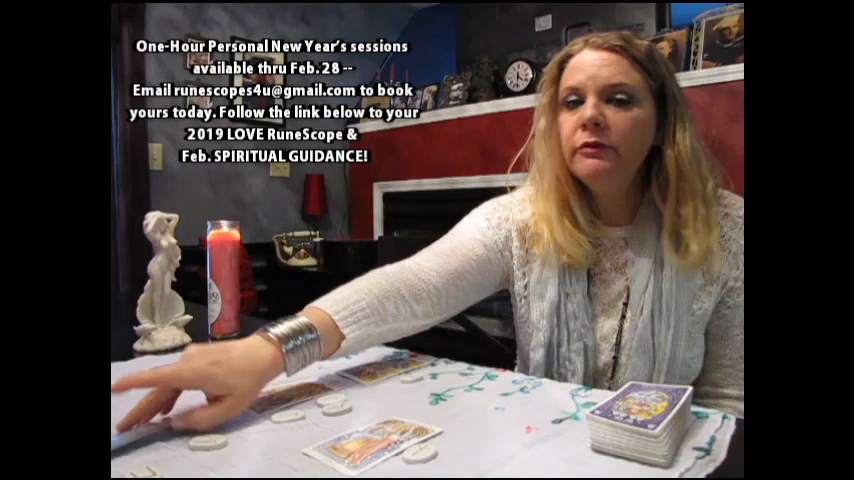 One-Hour Personal New Year's sessions
available thru Feb. 28 --
Email runescopes4u@gmail.com to book
yours today. Follow the link below to your
2019 LOVE RuneScope &
Feb. SPIRITUAL GUIDANCE!